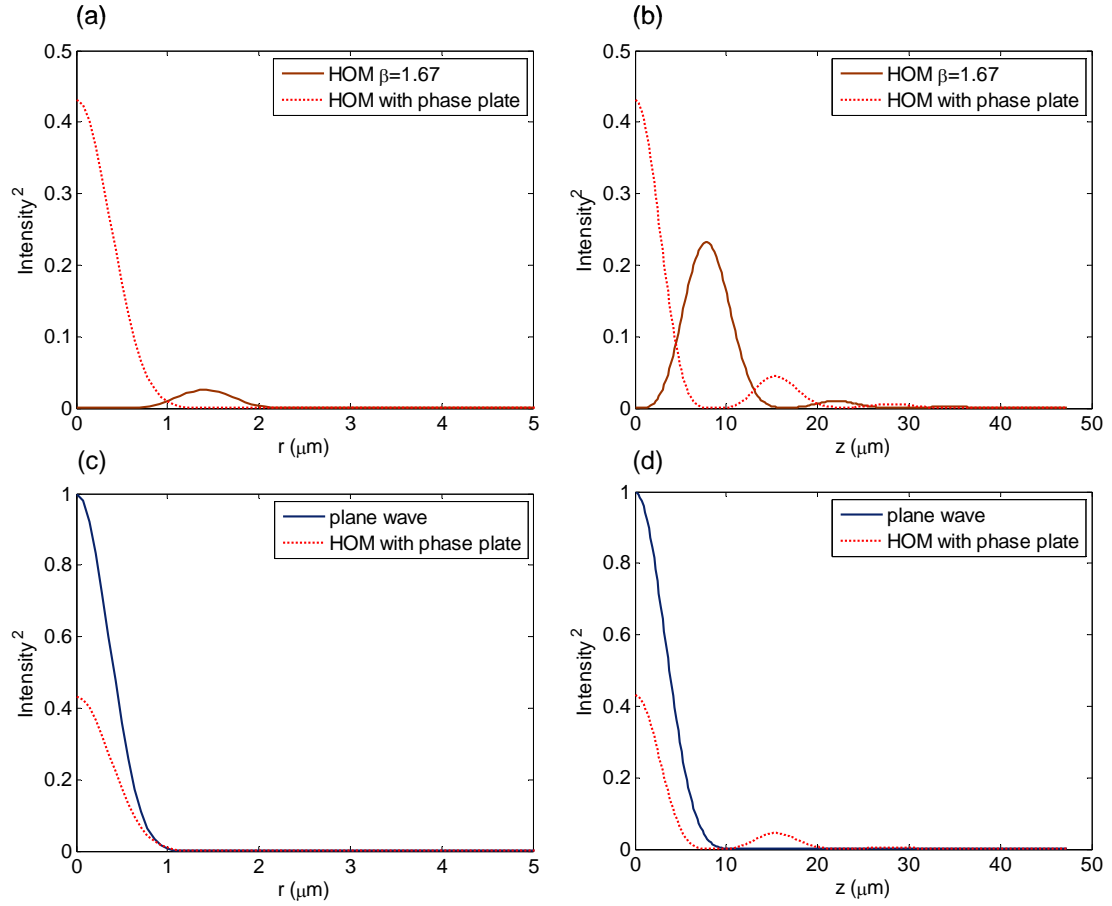 (a)
0.5
0.4
0.3
0.2
0.1
0
Intensity²
HOM β=1.67
HOM with phase plate
0 1 2 3 4 5
r (μm)
(b)
0.5
0.4
0.3
0.2
0.1
0
Intensity²
HOM β=1.67
HOM with phase plate
0 10 20 30 40 50
z (μm)
(c)
1
0.8
0.6
0.4
0.2
0
Intensity²
plane wave
HOM with phase plate
0 1 2 3 4 5
r (μm)
(d)
1
0.8
0.6
0.4
0.2
0
Intensity²
plane wave
HOM with phase plate
0 10 20 30 40 50
z (μm)